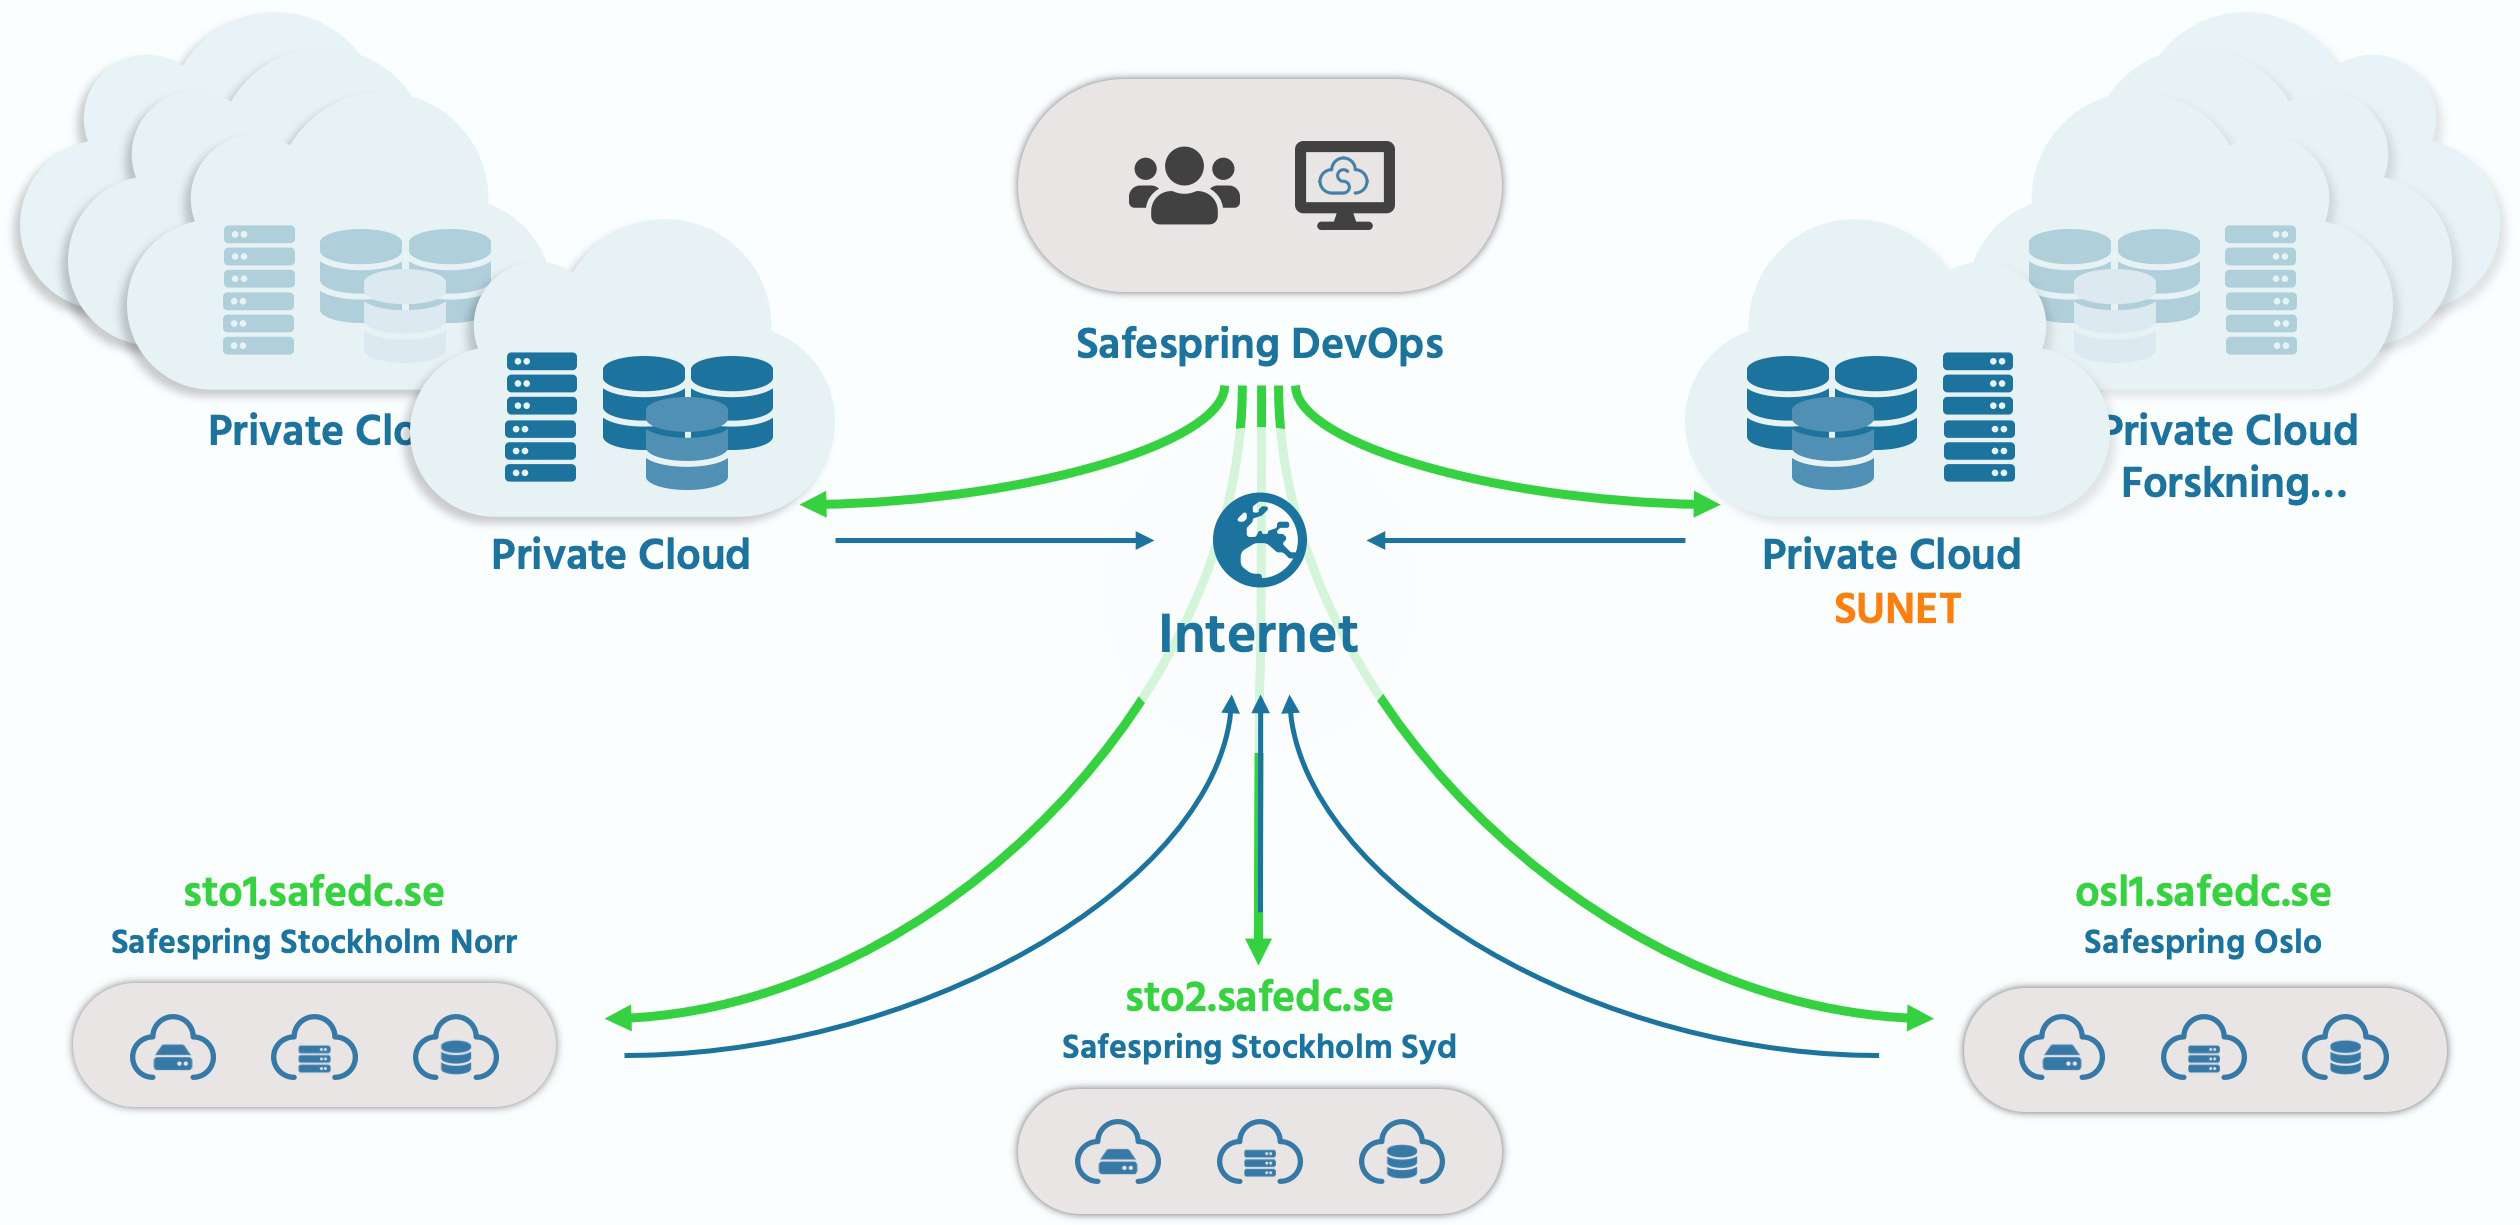 Safespring DevOps
Private Clo
Private Cloud
Forskning...
Private Cloud
Private Cloud
SUNET
Internet
sto1.safedc.se
Safespring Stockholm Norr
osl1.safedc.se
Safespring Oslo
sto2.safedc.se
Safespring Stockholm Syd